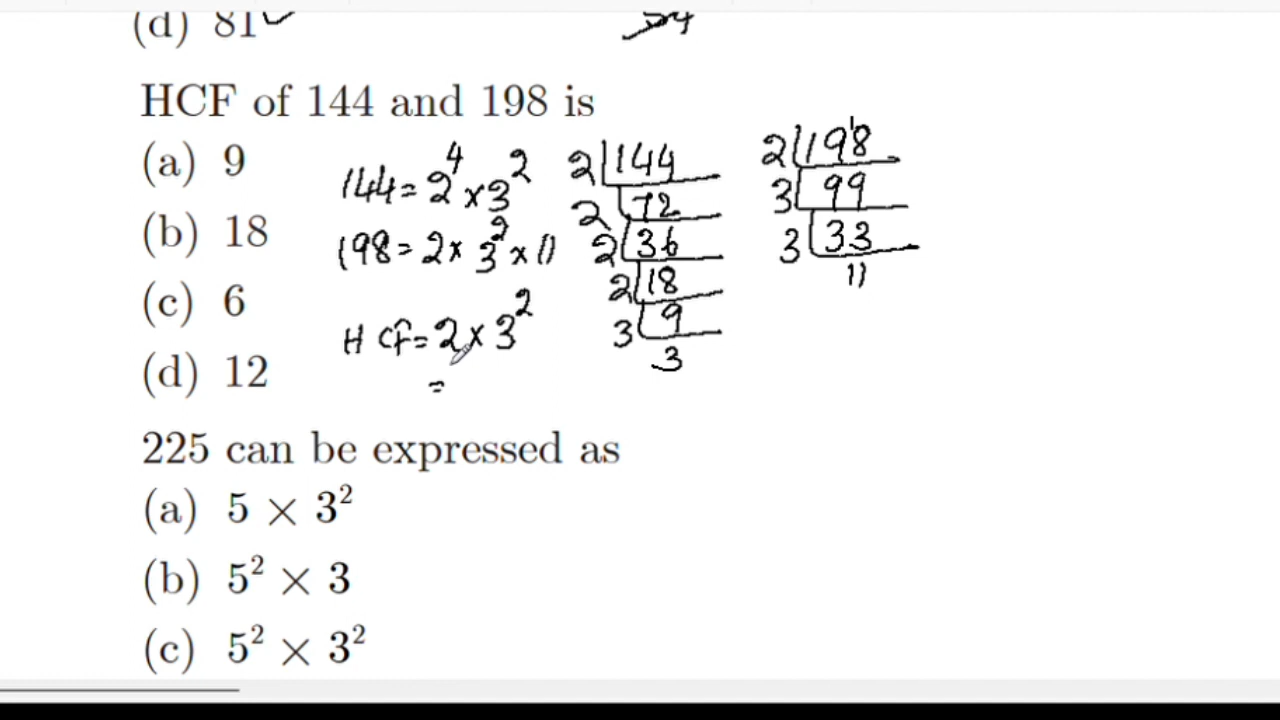 (d) 81
54
HCF of 144 and 198 is
(a) 9
(b) 18
(c) 6
(d) 12
144 = 2⁴ × 3²
198 = 2 × 3² × 11
HCF = 2 × 3²
=
2 144
2 72
2 36
2 18
3 9
3
2 198
3 99
3 33
11
225 can be expressed as
(a) 5 × 3²
(b) 5² × 3
(c) 5² × 3²